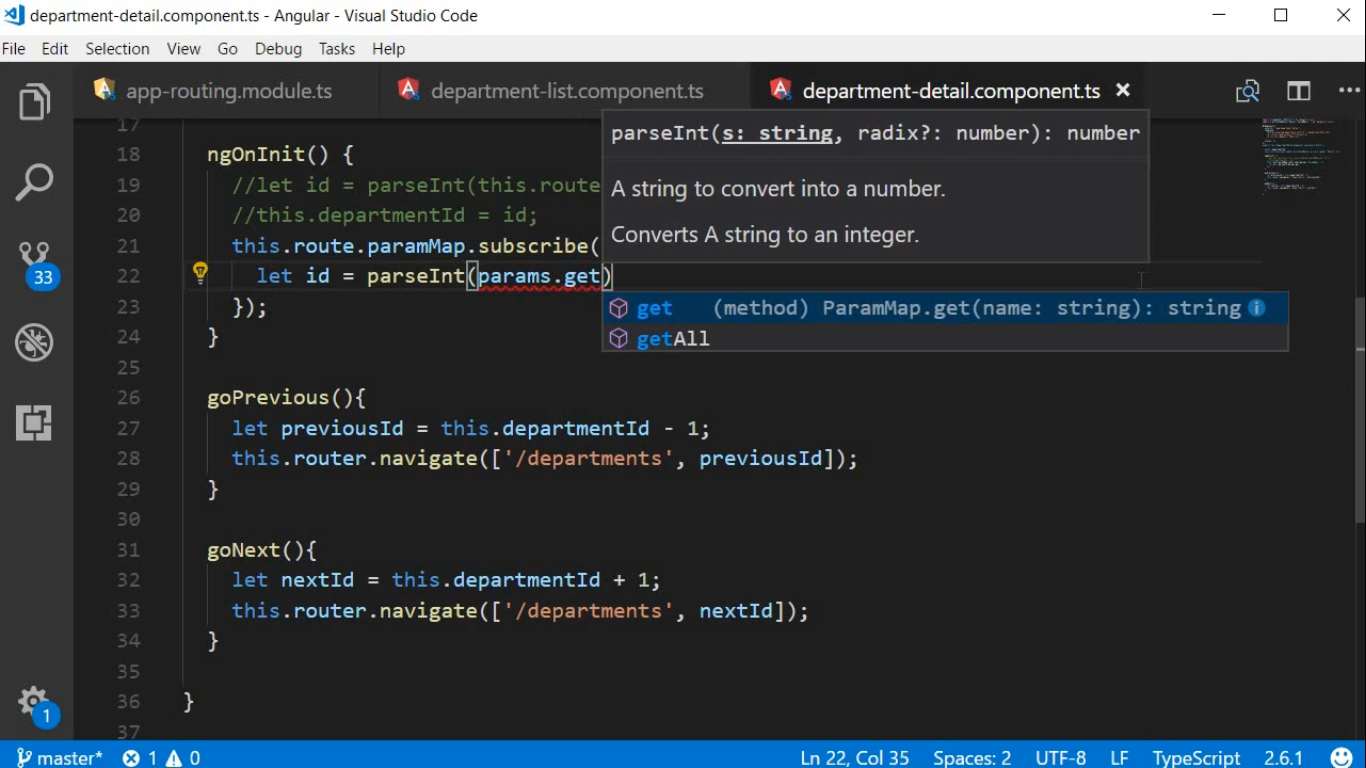 department-detail.component.ts - Angular - Visual Studio Code
File Edit Selection View Go Debug Tasks Help
app-routing.module.ts department-list.component.ts department-detail.component.ts
17
parseInt(s: string, radix?: number): number
18 ngOnInit() {
19 //let id = parseInt(this.route
A string to convert into a number.
20 //this.departmentId = id;
Converts A string to an integer.
21 this.route.paramMap.subscribe(
22 let id = parseInt(params.get)
23 });
get (method) ParamMap.get(name: string): string
24 }
getAll
25
26 goPrevious(){
27 let previousId = this.departmentId - 1;
28 this.router.navigate(['/departments', previousId]);
29 }
30
31 goNext(){
32 let nextId = this.departmentId + 1;
33 this.router.navigate(['/departments', nextId]);
34 }
35
36 }
37
33
1
master* 1 0 Ln 22, Col 35 Spaces: 2 UTF-8 LF TypeScript 2.6.1